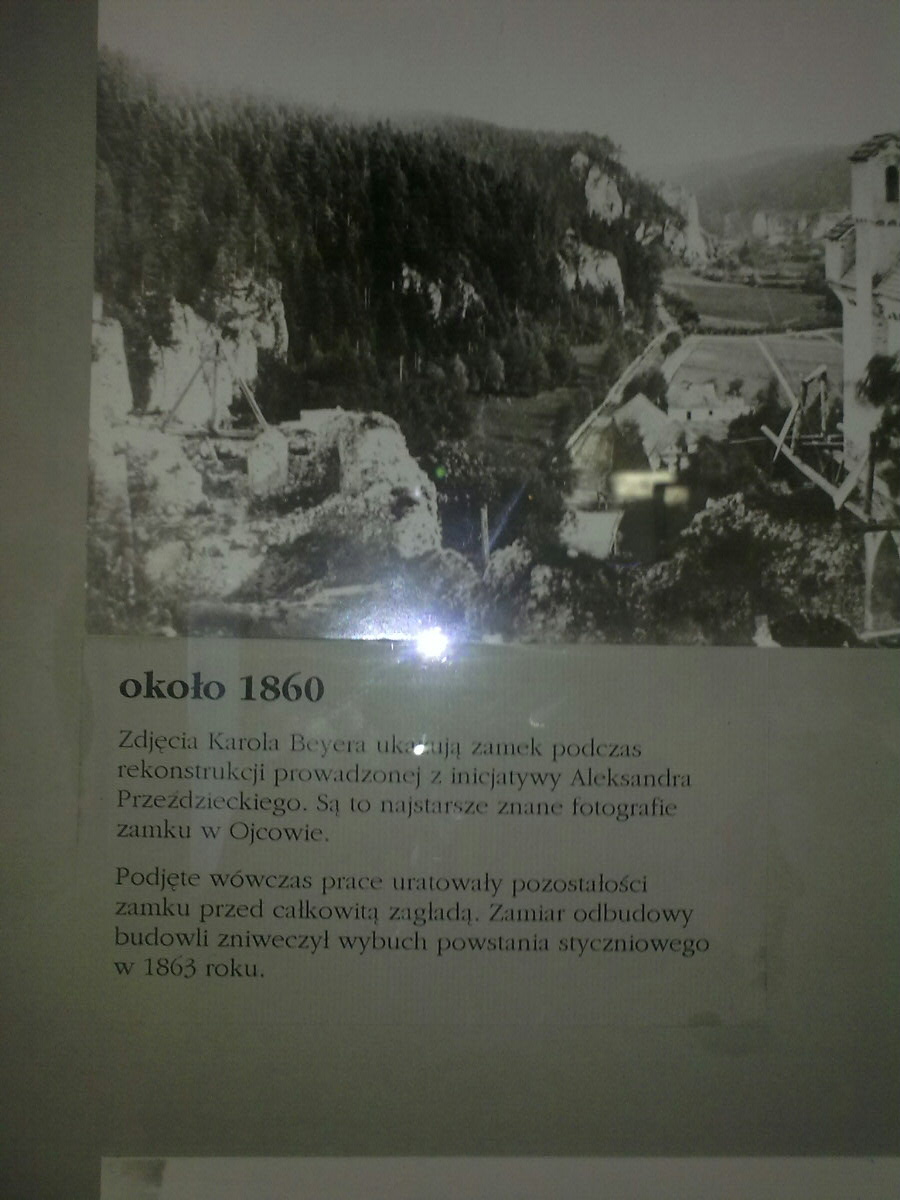 około 1860
Zdjęcia Karola Beyera ukazują zamek podczas
rekonstrukcji prowadzonej z inicjatywy Aleksandra
Przeździeckiego. Są to najstarsze znane fotografie
zamku w Ojcowie.
Podjęte wówczas prace uratowały pozostałości
zamku przed całkowitą zagładą. Zamiar odbudowy
budowli zniweczył wybuch powstania styczniowego
w 1863 roku.